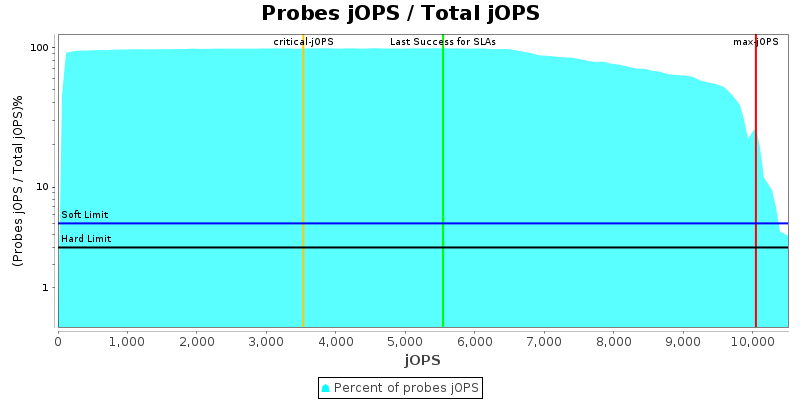 Probes jOPS / Total jOPS
(Probes jOPS / Total jOPS)%
100
10
1
critical-jOPS
Last Success for SLAs
max-jOPS
Soft Limit
Hard Limit
0 1,000 2,000 3,000 4,000 5,000 6,000 7,000 8,000 9,000 10,000
jOPS
Percent of probes jOPS